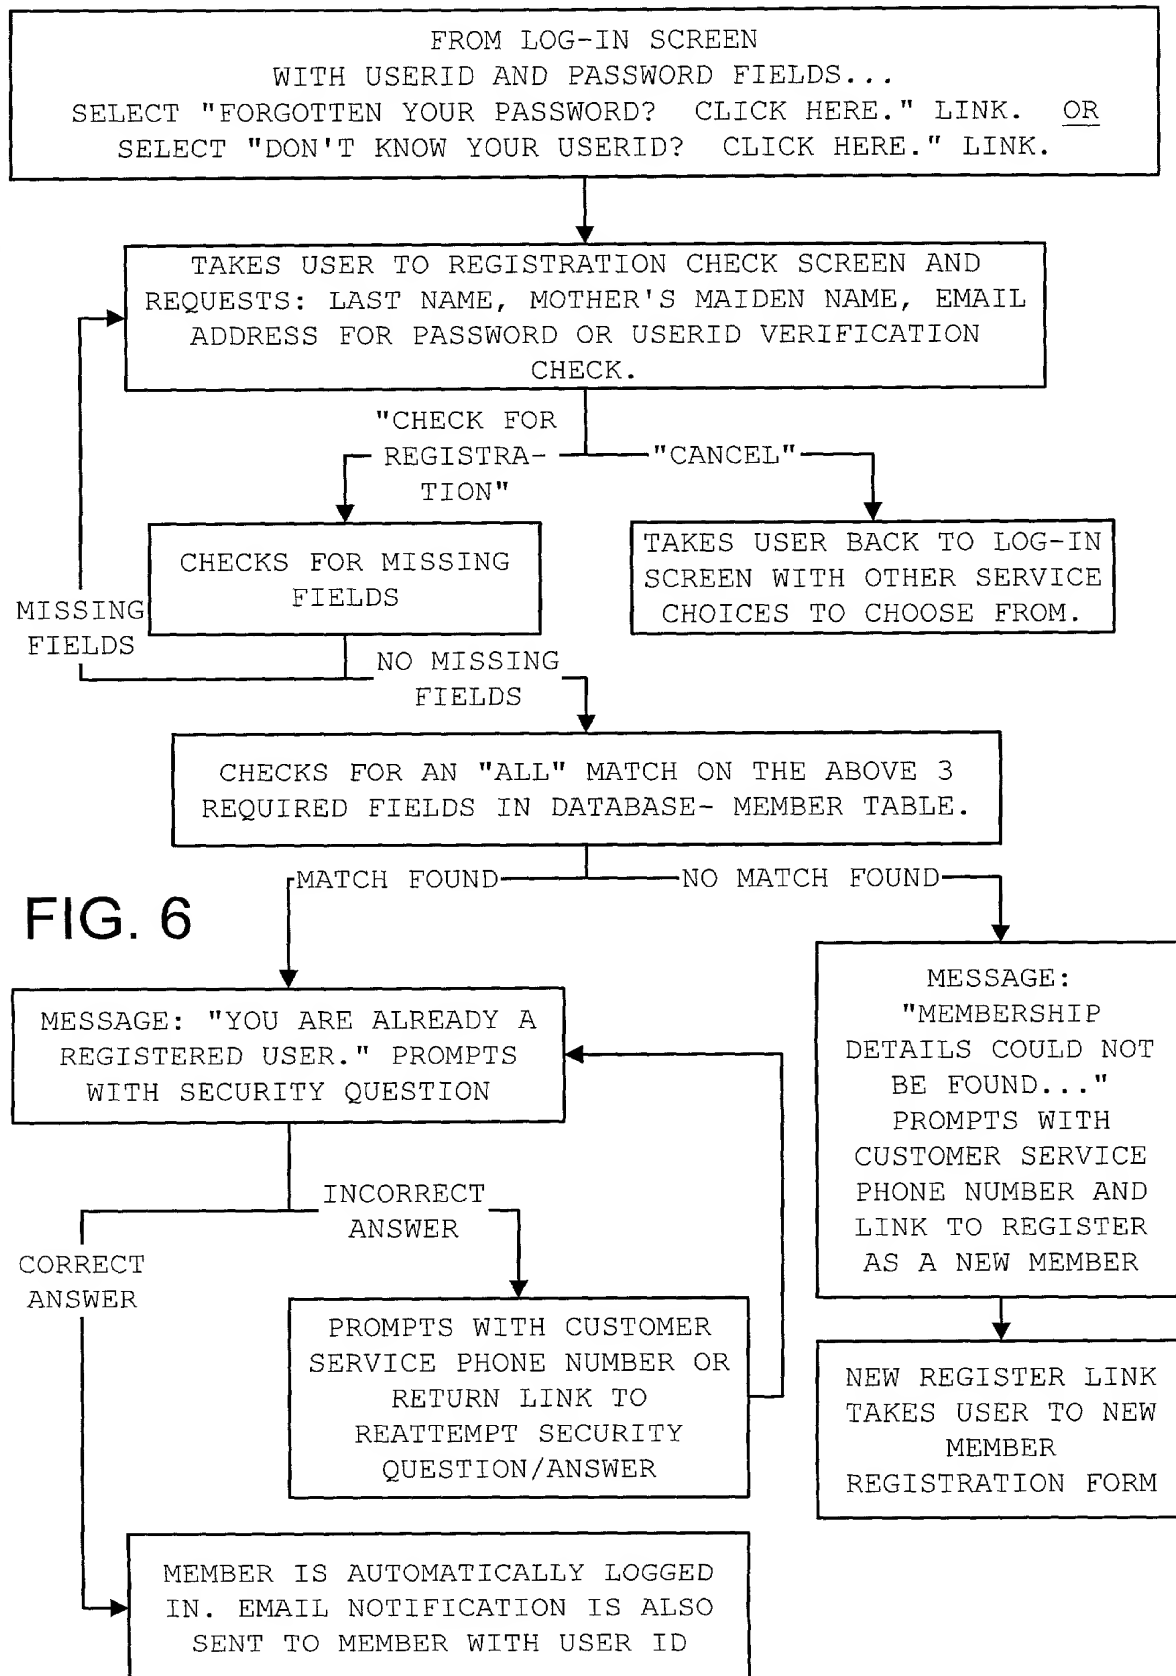 FROM LOG-IN SCREEN
WITH USERID AND PASSWORD FIELDS...
SELECT "FORGOTTEN YOUR PASSWORD? CLICK HERE." LINK. OR
SELECT "DON'T KNOW YOUR USERID? CLICK HERE." LINK.
TAKES USER TO REGISTRATION CHECK SCREEN AND
REQUESTS: LAST NAME, MOTHER'S MAIDEN NAME, EMAIL
ADDRESS FOR PASSWORD OR USERID VERIFICATION
CHECK.
"CHECK FOR
REGISTRA-
TION"
"CANCEL"
CHECKS FOR MISSING
FIELDS
TAKES USER BACK TO LOG-IN
SCREEN WITH OTHER SERVICE
CHOICES TO CHOOSE FROM.
MISSING
FIELDS
NO MISSING
FIELDS
CHECKS FOR AN "ALL" MATCH ON THE ABOVE 3
REQUIRED FIELDS IN DATABASE- MEMBER TABLE.
MATCH FOUND
NO MATCH FOUND
FIG. 6
MESSAGE: "YOU ARE ALREADY A
REGISTERED USER." PROMPTS
WITH SECURITY QUESTION
MESSAGE:
"MEMBERSHIP
DETAILS COULD NOT
BE FOUND..."
PROMPTS WITH
CUSTOMER SERVICE
PHONE NUMBER AND
LINK TO REGISTER
AS A NEW MEMBER
INCORRECT
ANSWER
CORRECT
ANSWER
PROMPTS WITH CUSTOMER
SERVICE PHONE NUMBER OR
RETURN LINK TO
REATTEMPT SECURITY
QUESTION/ANSWER
NEW REGISTER LINK
TAKES USER TO NEW
MEMBER
REGISTRATION FORM
MEMBER IS AUTOMATICALLY LOGGED
IN. EMAIL NOTIFICATION IS ALSO
SENT TO MEMBER WITH USER ID